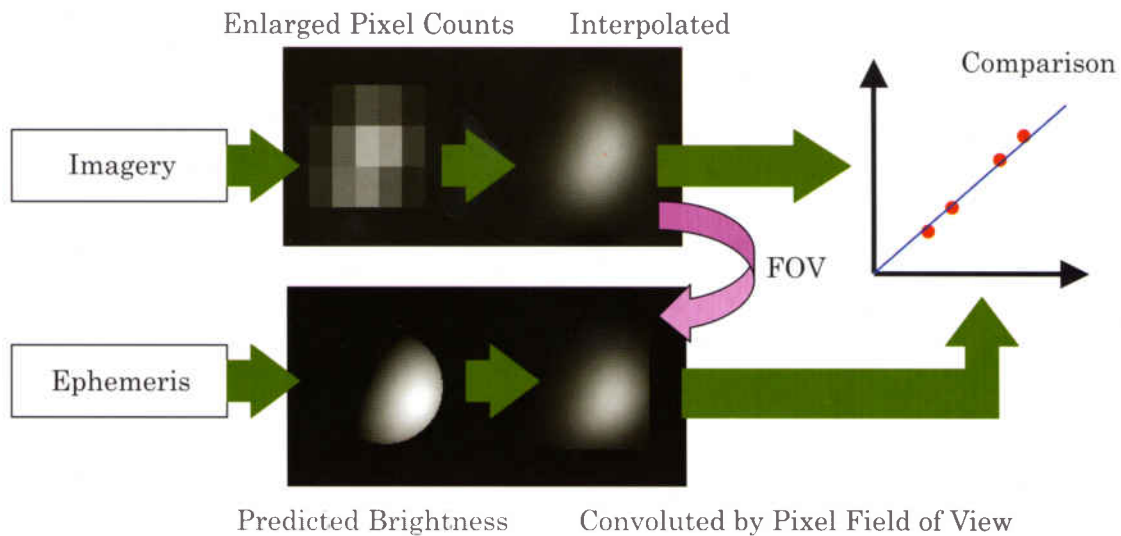 Enlarged Pixel Counts
Interpolated
Comparison
Imagery
FOV
Ephemeris
Predicted Brightness
Convoluted by Pixel Field of View